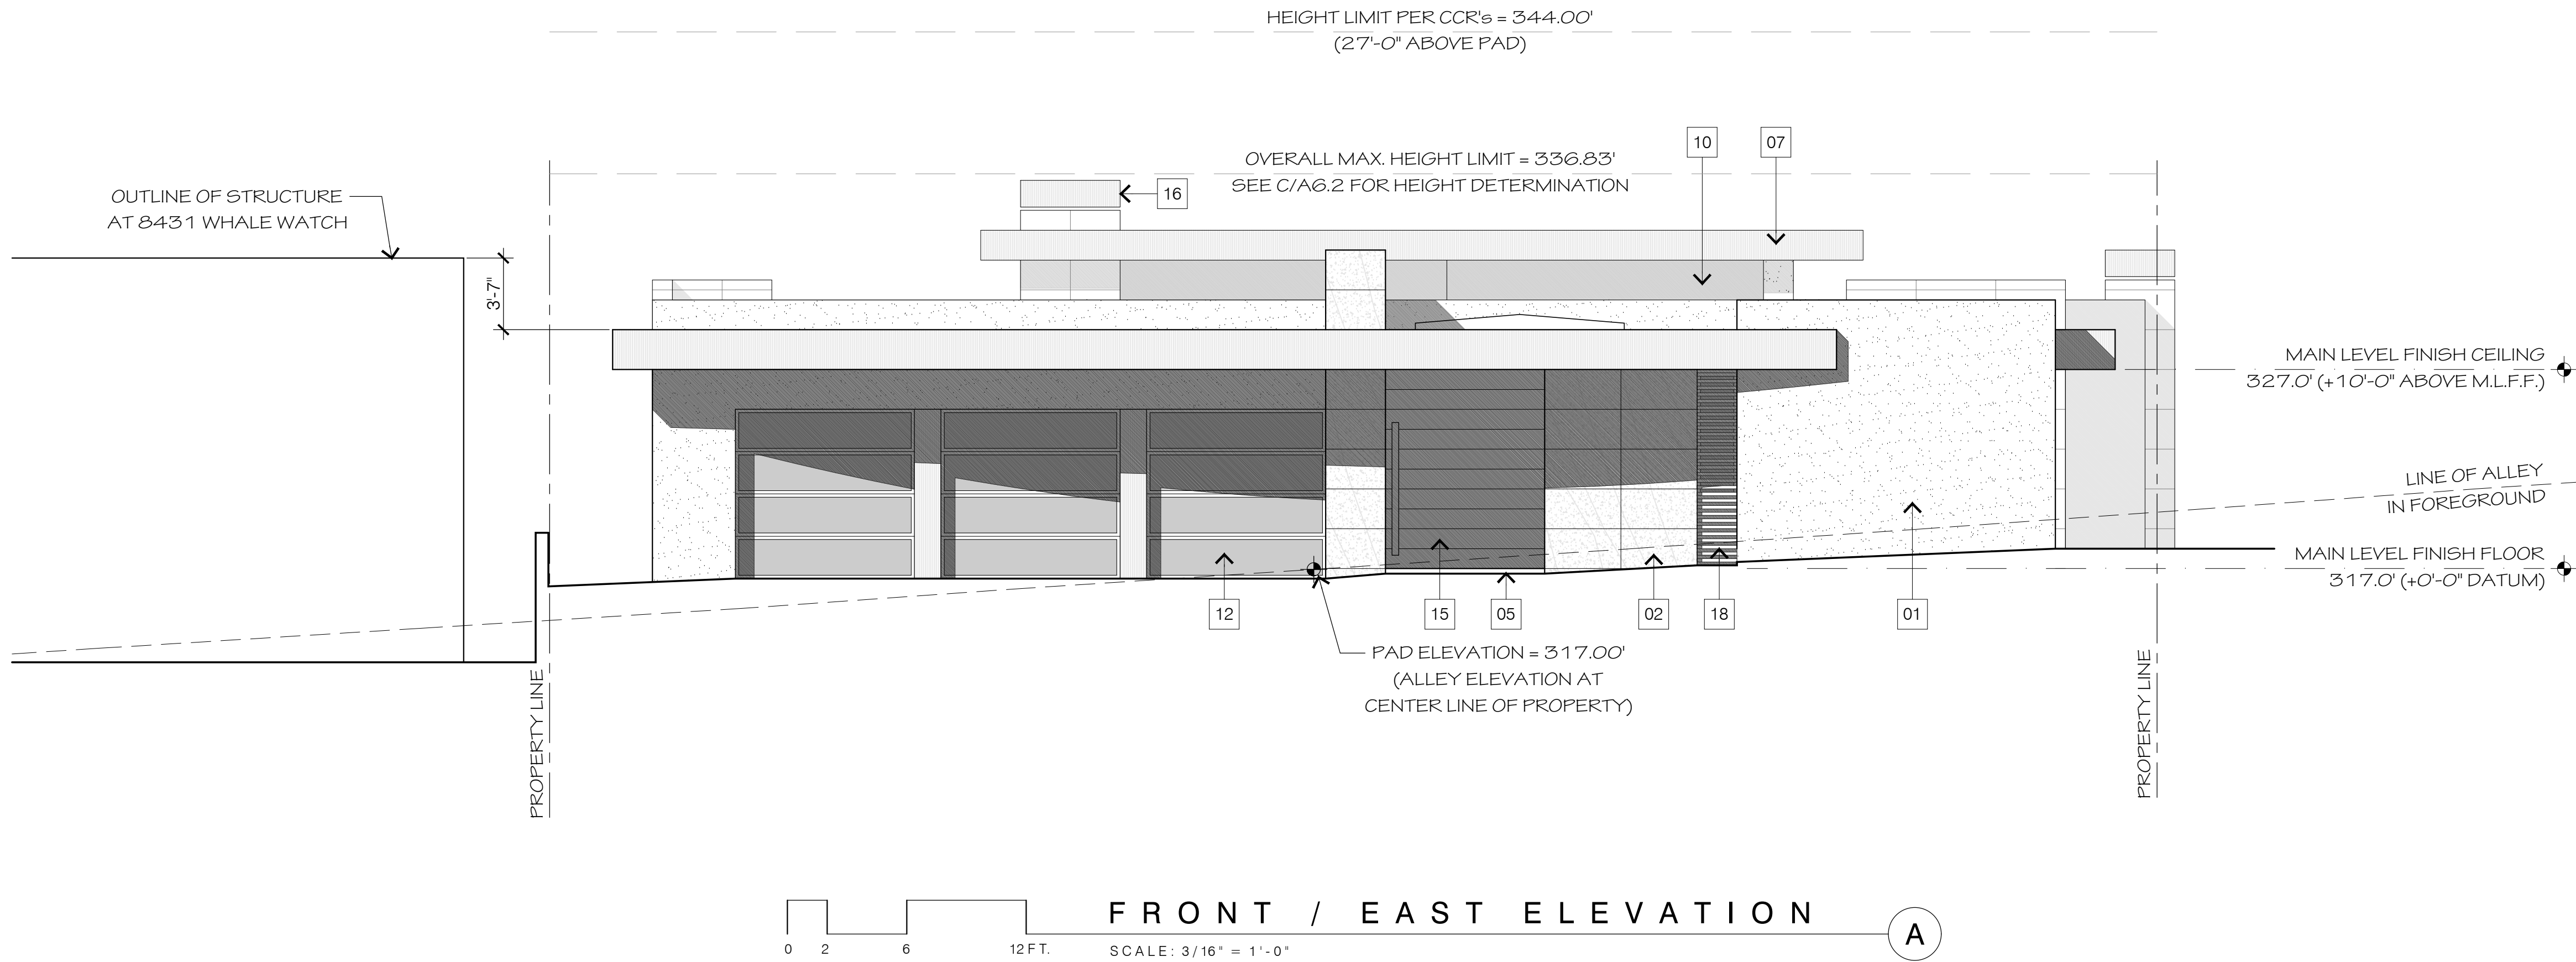 HEIGHT LIMIT PER CCR's = 344.00'
(27'-0" ABOVE PAD)
10
07
OVERALL MAX. HEIGHT LIMIT = 336.83'
SEE C/A6.2 FOR HEIGHT DETERMINATION
16
OUTLINE OF STRUCTURE
AT 8431 WHALE WATCH
3'-7"
MAIN LEVEL FINISH CEILING
327.0' (+10'-0" ABOVE M.L.F.F.)
LINE OF ALLEY
IN FOREGROUND
MAIN LEVEL FINISH FLOOR
317.0' (+0'-0" DATUM)
12
15
05
02
18
01
PAD ELEVATION = 317.00'
(ALLEY ELEVATION AT
CENTER LINE OF PROPERTY)
PROPERTY LINE
PROPERTY LINE
FRONT / EAST ELEVATION
A
0 2 6 12 FT.
SCALE: 3/16" = 1'-0"